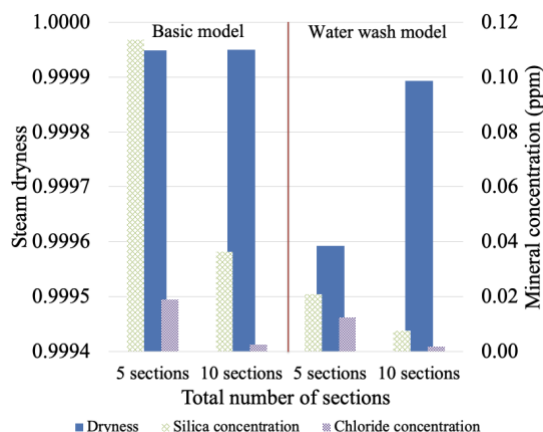 Basic model Water wash model
1.0000
0.9999
0.9998
0.9997
0.9996
0.9995
0.9994
Steam dryness
0.12
0.10
0.08
0.06
0.04
0.02
0.00
Mineral concentration (ppm)
5 sections 10 sections 5 sections 10 sections
Total number of sections
Dryness Silica concentration Chloride concentration